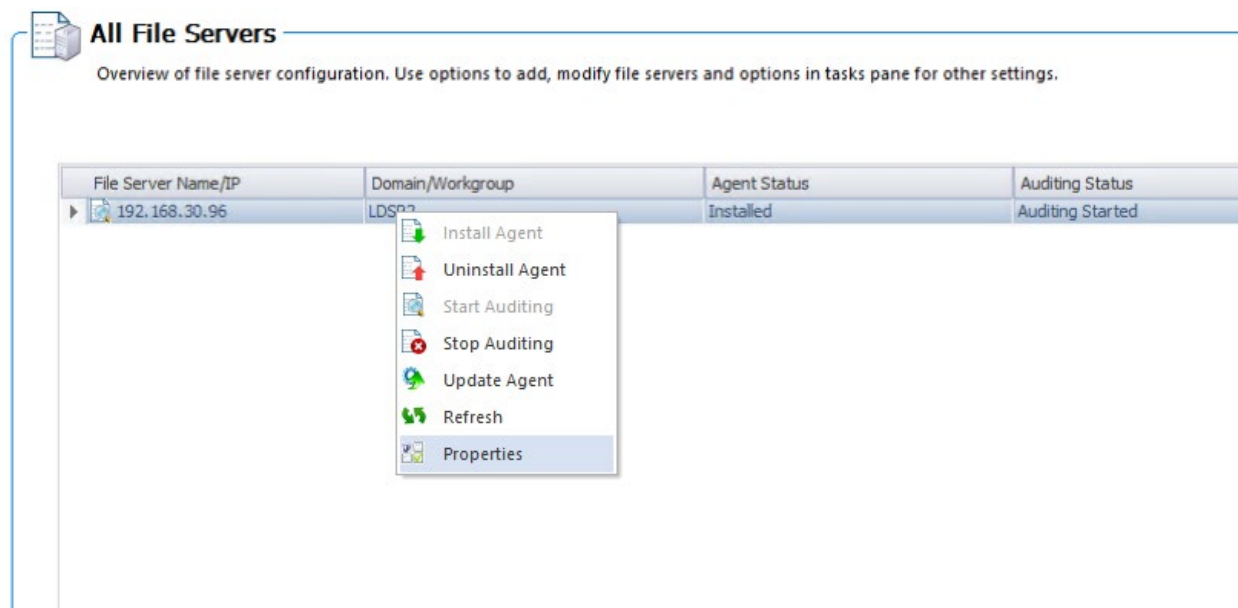 All File Servers
Overview of file server configuration. Use options to add, modify file servers and options in tasks pane for other settings.
File Server Name/IP Domain/Workgroup Agent Status Auditing Status
192.168.30.96 Installed Auditing Started
Install Agent
Uninstall Agent
Start Auditing
Stop Auditing
Update Agent
Refresh
Properties